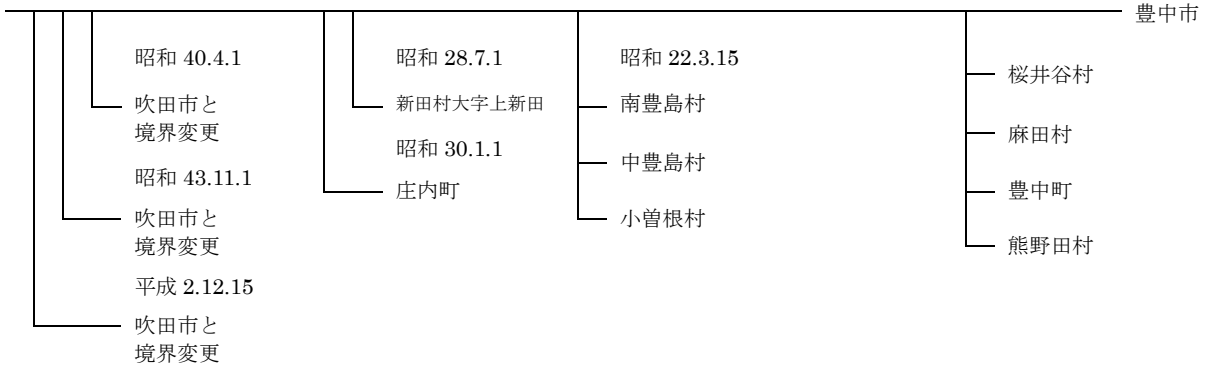 豊中市
昭和 40.4.1
吹田市と
境界変更
昭和 43.11.1
吹田市と
境界変更
平成 2.12.15
吹田市と
境界変更
昭和 28.7.1
新田村大字上新田
昭和 30.1.1
庄内町
昭和 22.3.15
南豊島村
中豊島村
小曽根村
桜井谷村
麻田村
豊中町
熊野田村